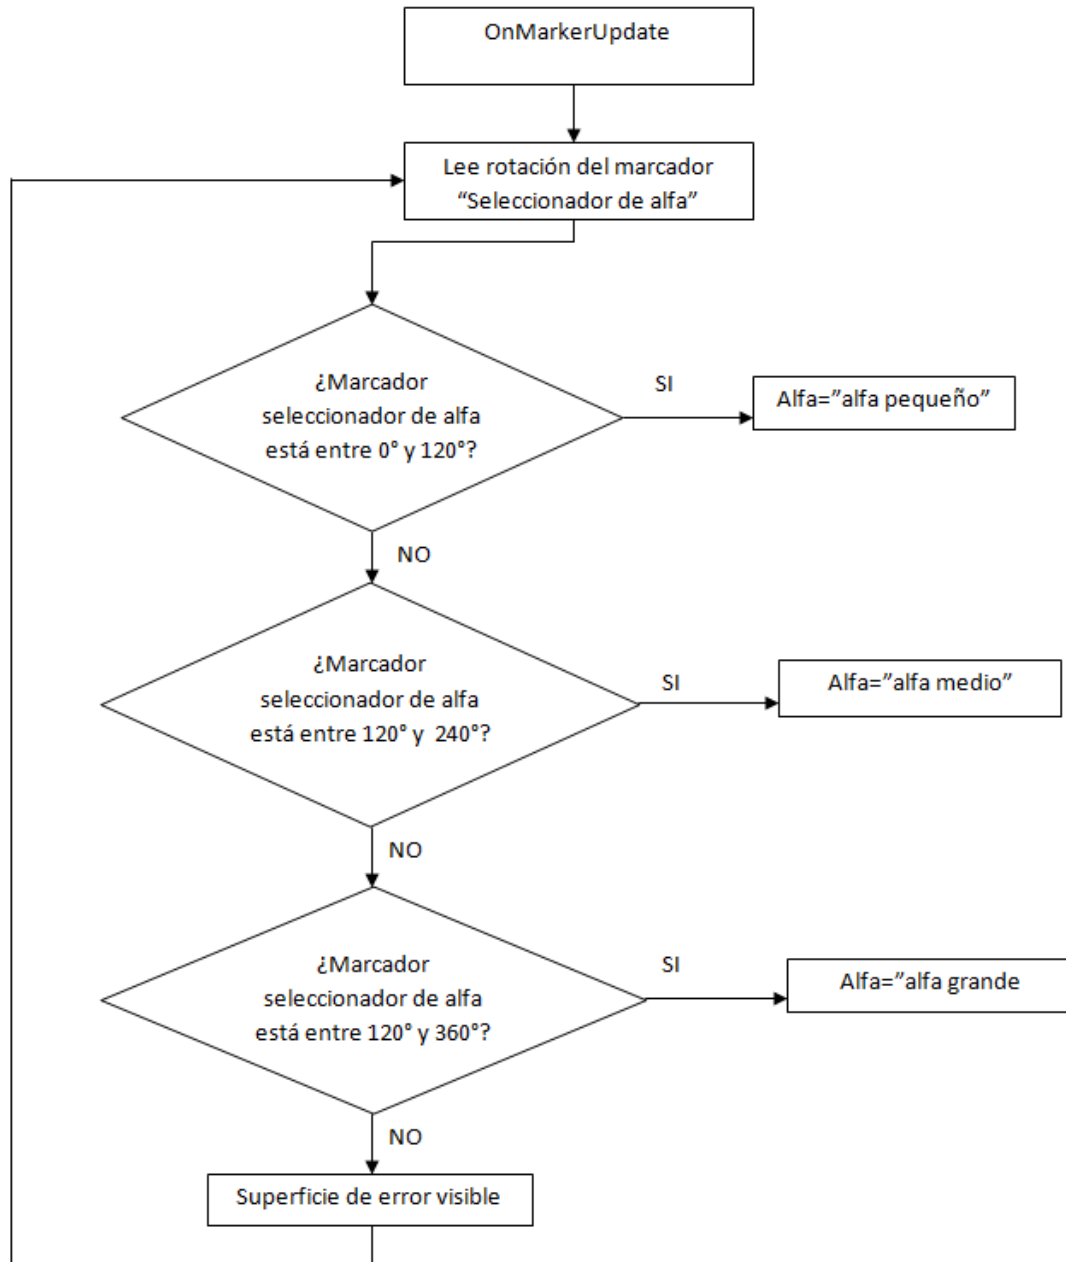 OnMarkerUpdate
Lee rotación del marcador
“Seleccionador de alfa”
¿Marcador
seleccionador de alfa
está entre 0° y 120°?
SI
Alfa=”alfa pequeño”
NO
¿Marcador
seleccionador de alfa
está entre 120° y  240°?
SI
Alfa=”alfa medio”
NO
¿Marcador
seleccionador de alfa
está entre 120° y 360°?
SI
Alfa=”alfa grande
NO
Superficie de error visible